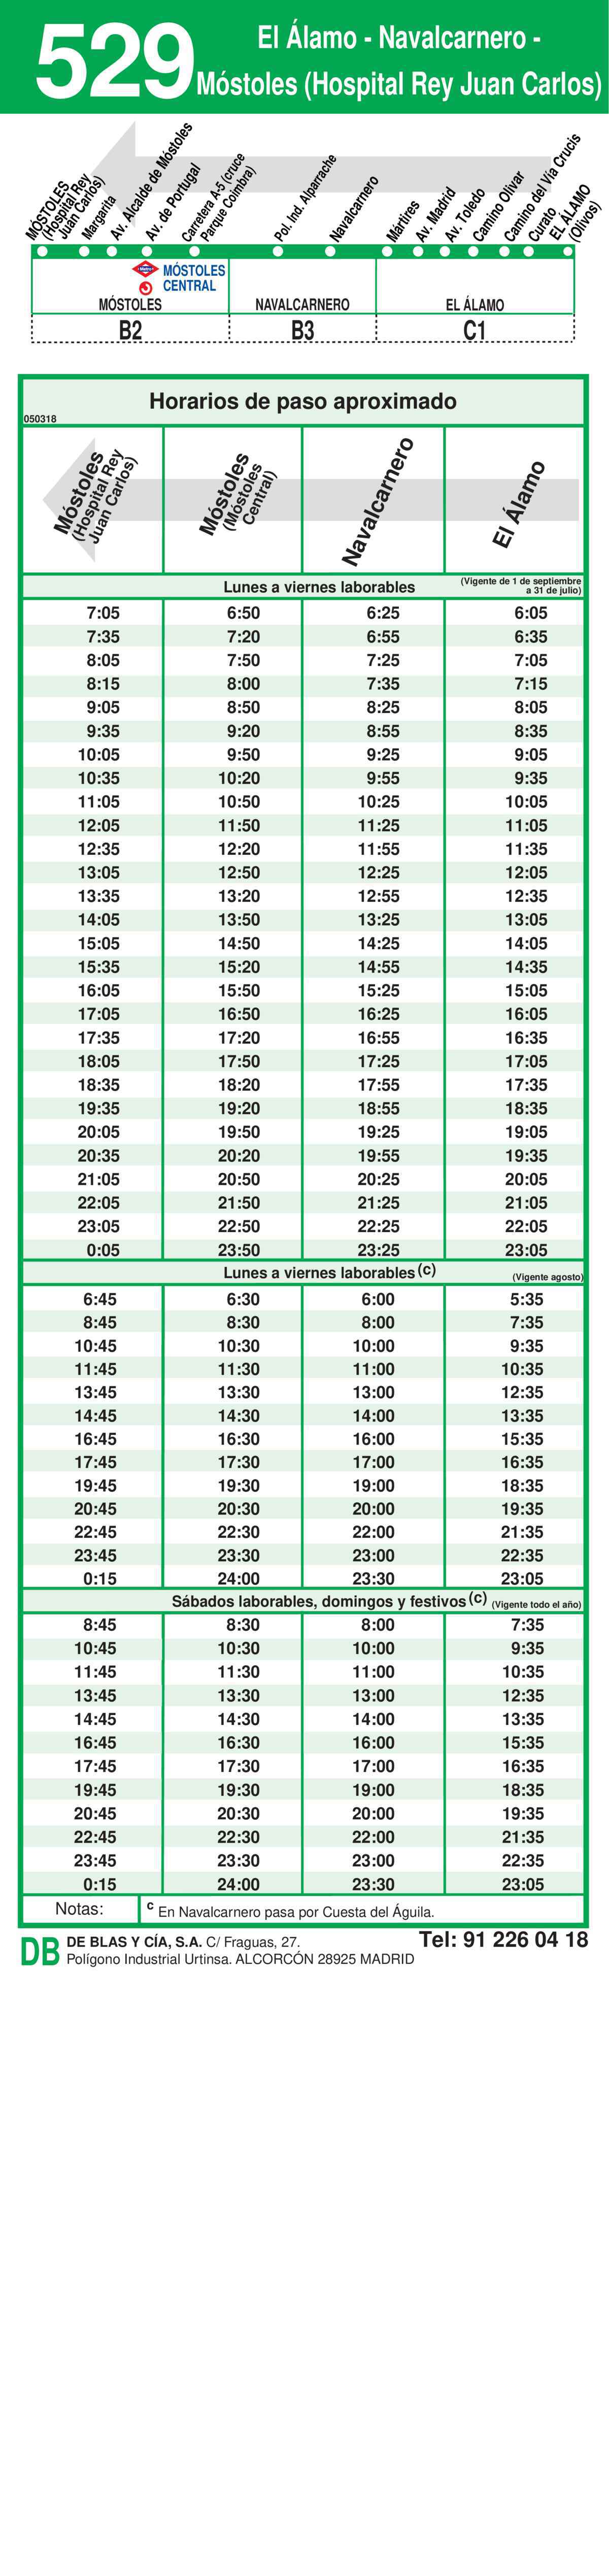 529
El Álamo - Navalcarnero -
Móstoles (Hospital Rey Juan Carlos)
MÓSTOLES
(Hospital Rey
Juan Carlos)
Margarita
Av. Alcalde de Móstoles
Av. de Portugal
Carretera A-5 (cruce
Parque Coimbra)
Pol. Ind. Alparrache
Navalcarnero
Mártires
Av. Madrid
Av. Toledo
Camino Olivar
Camino del Vía Crucis
Curato
EL ÁLAMO
(Olivos)
Metro
MÓSTOLES
CENTRAL
MÓSTOLES NAVALCARNERO EL ÁLAMO
B2 B3 C1
Horarios de paso aproximado
050318
Móstoles
(Hospital Rey
Juan Carlos)
Móstoles
(Móstoles
Central)
Navalcarnero
El Álamo
Lunes a viernes laborables (Vigente de 1 de septiembre
a 31 de julio)
7:05 6:50 6:25 6:05
7:35 7:20 6:55 6:35
8:05 7:50 7:25 7:05
8:15 8:00 7:35 7:15
9:05 8:50 8:25 8:05
9:35 9:20 8:55 8:35
10:05 9:50 9:25 9:05
10:35 10:20 9:55 9:35
11:05 10:50 10:25 10:05
12:05 11:50 11:25 11:05
12:35 12:20 11:55 11:35
13:05 12:50 12:25 12:05
13:35 13:20 12:55 12:35
14:05 13:50 13:25 13:05
15:05 14:50 14:25 14:05
15:35 15:20 14:55 14:35
16:05 15:50 15:25 15:05
17:05 16:50 16:25 16:05
17:35 17:20 16:55 16:35
18:05 17:50 17:25 17:05
18:35 18:20 17:55 17:35
19:35 19:20 18:55 18:35
20:05 19:50 19:25 19:05
20:35 20:20 19:55 19:35
21:05 20:50 20:25 20:05
22:05 21:50 21:25 21:05
23:05 22:50 22:25 22:05
0:05 23:50 23:25 23:05
Lunes a viernes laborables (c) (Vigente agosto)
6:45 6:30 6:00 5:35
8:45 8:30 8:00 7:35
10:45 10:30 10:00 9:35
11:45 11:30 11:00 10:35
13:45 13:30 13:00 12:35
14:45 14:30 14:00 13:35
16:45 16:30 16:00 15:35
17:45 17:30 17:00 16:35
19:45 19:30 19:00 18:35
20:45 20:30 20:00 19:35
22:45 22:30 22:00 21:35
23:45 23:30 23:00 22:35
0:15 24:00 23:30 23:05
Sábados laborables, domingos y festivos (c) (Vigente todo el año)
8:45 8:30 8:00 7:35
10:45 10:30 10:00 9:35
11:45 11:30 11:00 10:35
13:45 13:30 13:00 12:35
14:45 14:30 14:00 13:35
16:45 16:30 16:00 15:35
17:45 17:30 17:00 16:35
19:45 19:30 19:00 18:35
20:45 20:30 20:00 19:35
22:45 22:30 22:00 21:35
23:45 23:30 23:00 22:35
0:15 24:00 23:30 23:05
Notas: c En Navalcarnero pasa por Cuesta del Águila.
DB DE BLAS Y CÍA, S.A. C/ Fraguas, 27. Tel: 91 226 04 18
Polígono Industrial Urtinsa. ALCORCÓN 28925 MADRID